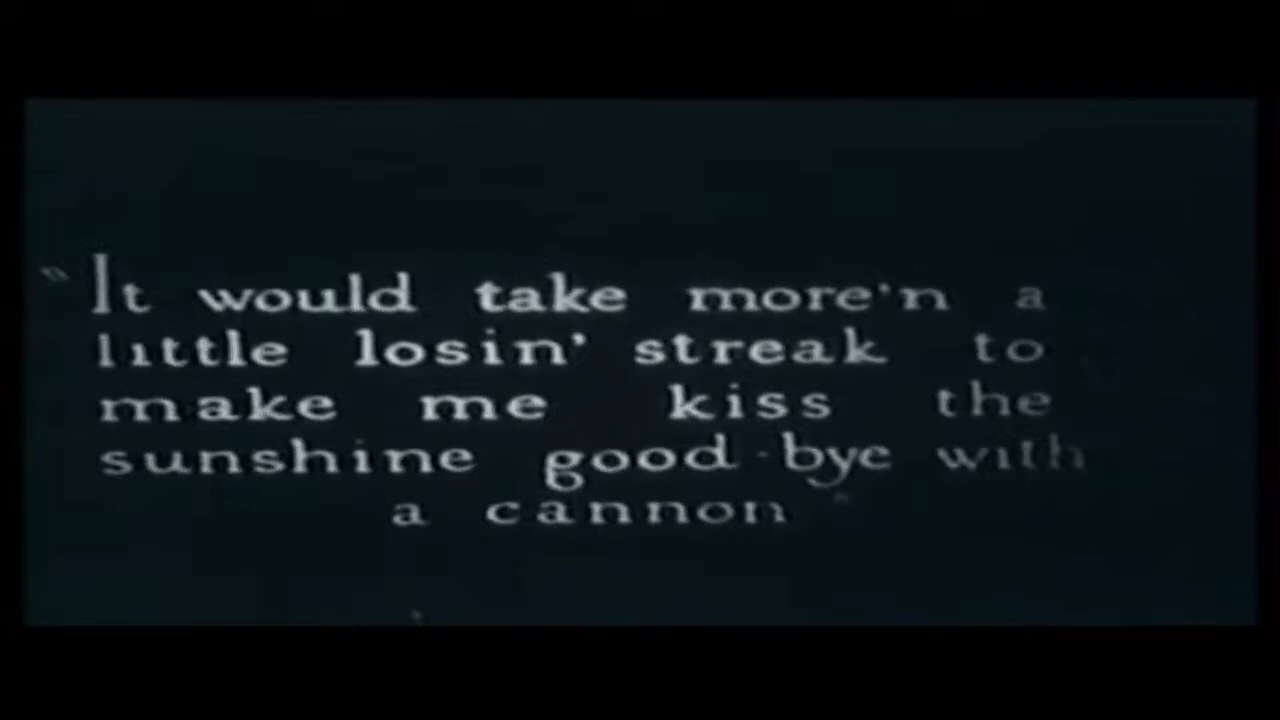 "It would take more'n a
little losin' streak to
make me kiss the
sunshine good-bye with
a cannon"